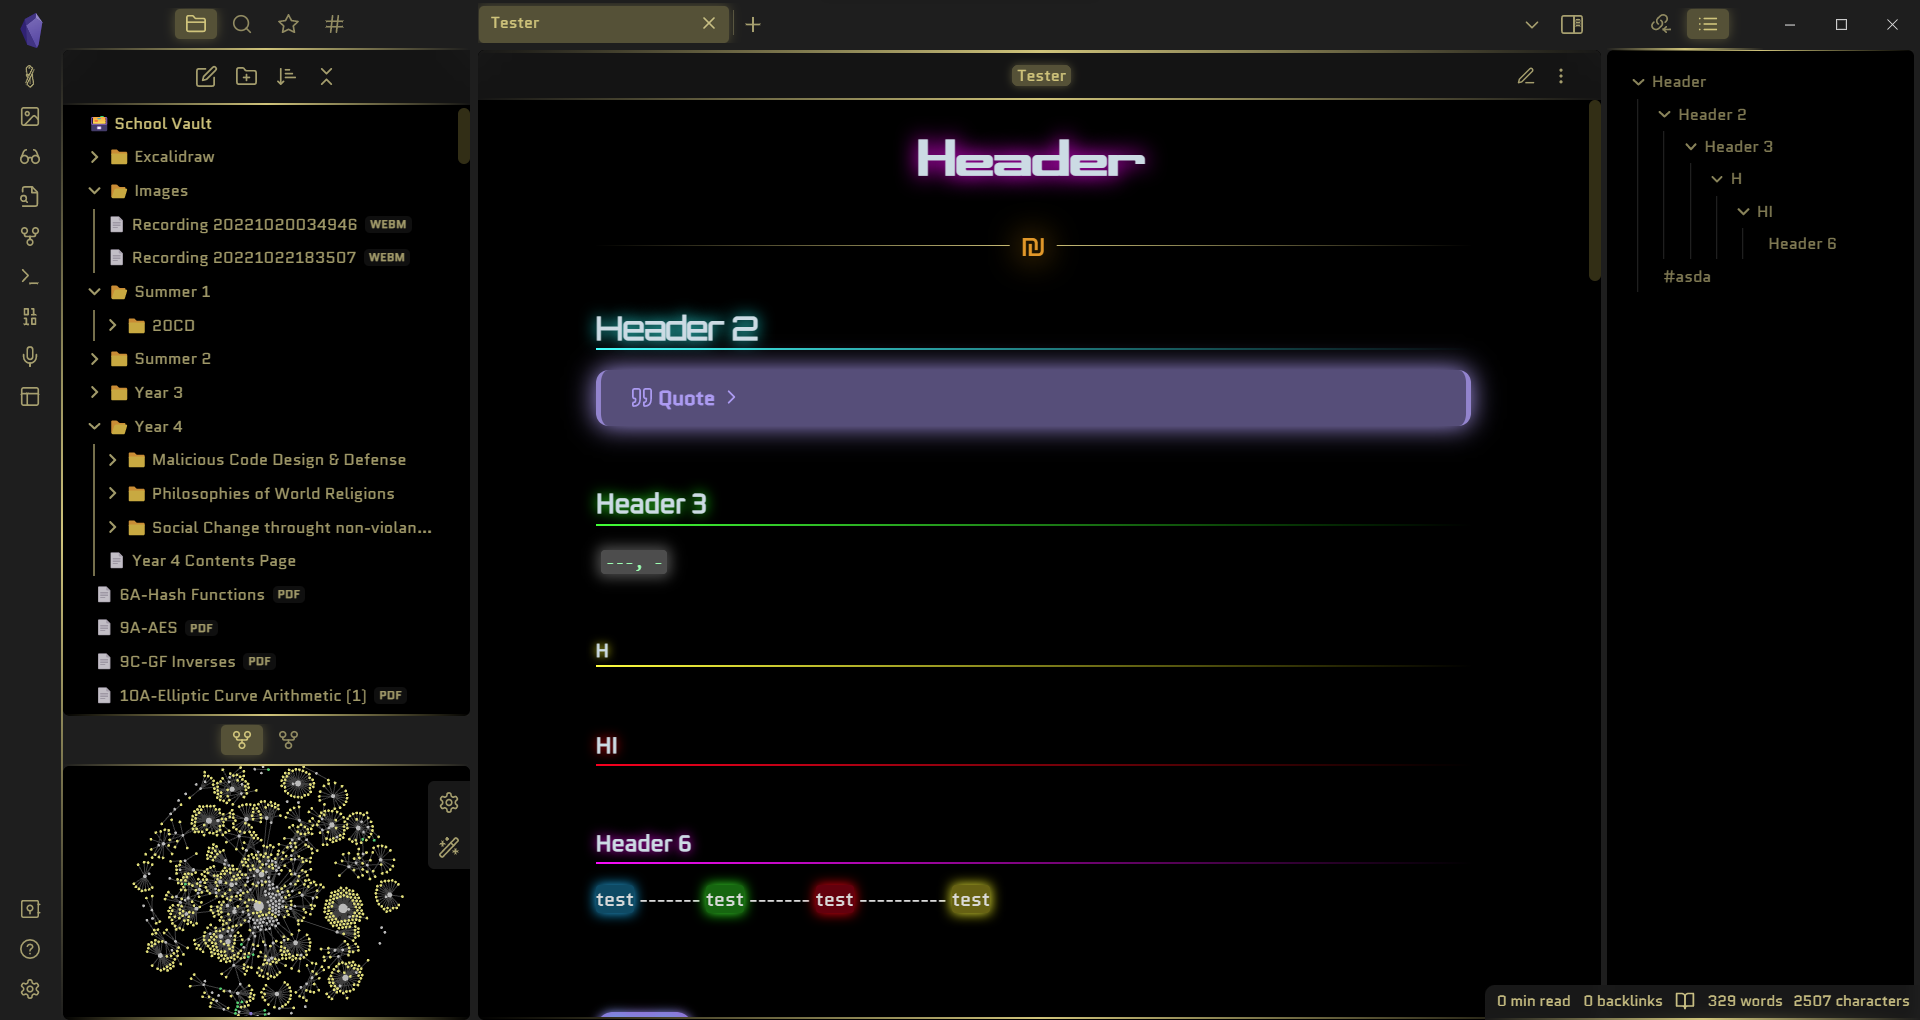 Tester
Tester
School Vault
Excalidraw
Images
Recording 20221020034946 WEBM
Recording 20221022183507 WEBM
Summer 1
20CD
Summer 2
Year 3
Year 4
Malicious Code Design & Defense
Philosophies of World Religions
Social Change throught non-violan...
Year 4 Contents Page
6A-Hash Functions PDF
9A-AES PDF
9C-GF Inverses PDF
10A-Elliptic Curve Arithmetic (1) PDF
Header
₪
Header 2
Quote
Header 3
---, -
H
HI
Header 6
test ------- test ------- test ---------- test
Header
Header 2
Header 3
H
HI
Header 6
#asda
0 min read 0 backlinks 329 words 2507 characters